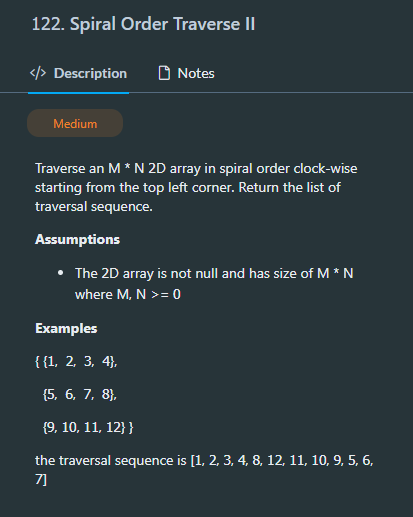 122. Spiral Order Traverse II
</> Description
Notes
Medium
Traverse an M * N 2D array in spiral order clock-wise
starting from the top left corner. Return the list of
traversal sequence.
Assumptions
• The 2D array is not null and has size of M * N
where M, N >= 0
Examples
{ {1, 2, 3, 4},
{5, 6, 7, 8},
{9, 10, 11, 12} }
the traversal sequence is [1, 2, 3, 4, 8, 12, 11, 10, 9, 5, 6,
7]